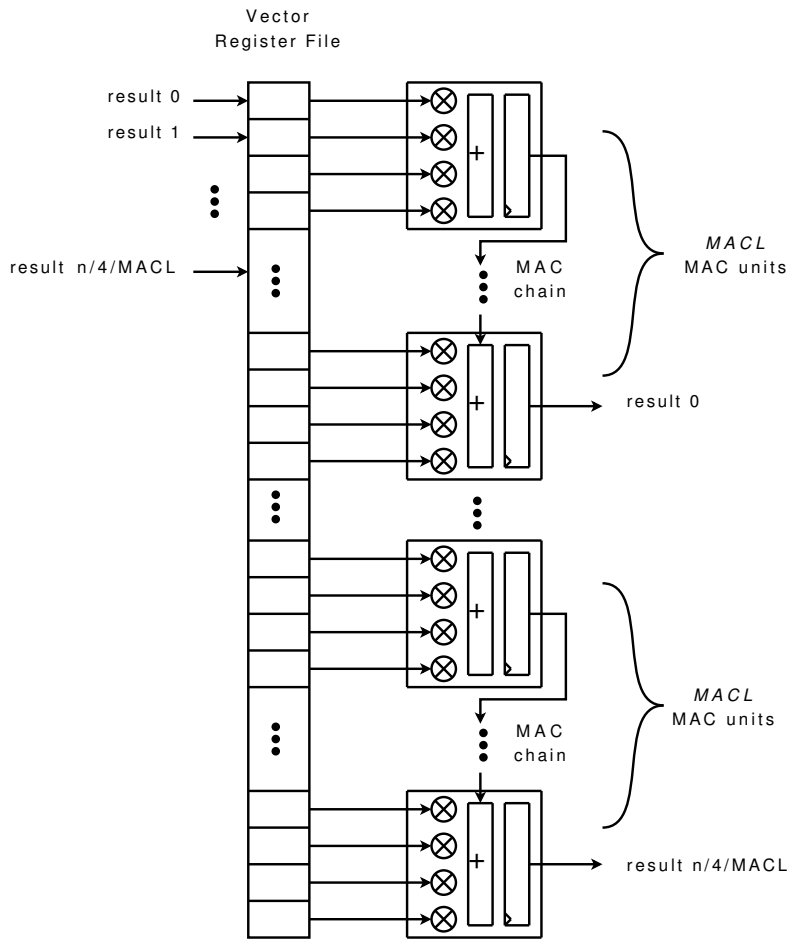 Vector
Register File
result 0
result 1
result n/4/MACL
+
MAC
chain
MACL
MAC units
+
result 0
+
MAC
chain
MACL
MAC units
+
result n/4/MACL